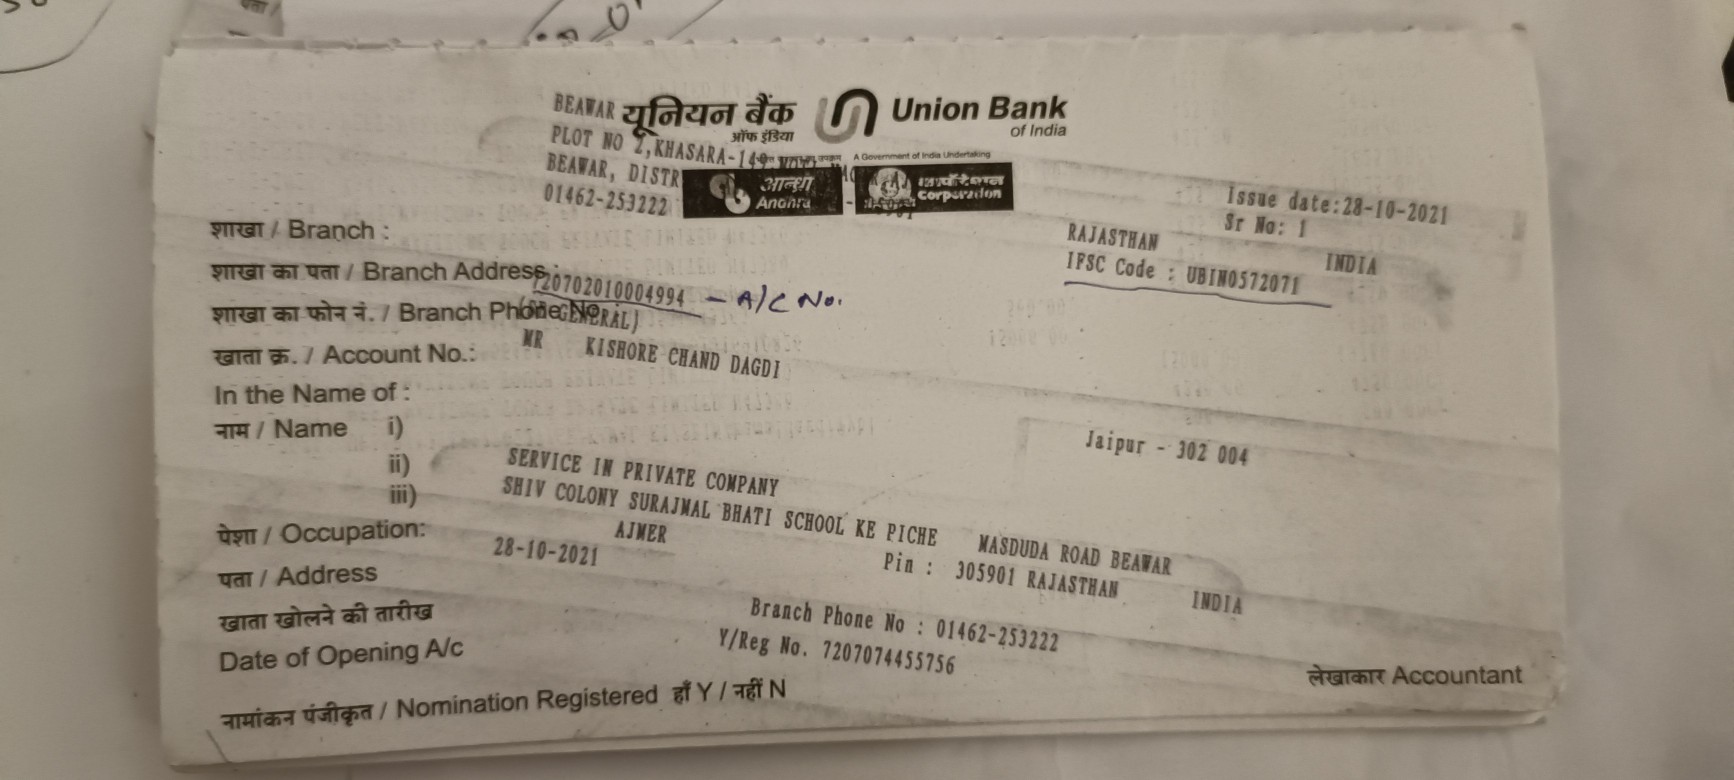 पता /
BEAWAR
यूनियन बैंक
ऑफ इंडिया
Union Bank
of India
A Government of India Undertaking
PLOT NO 2,KHASARA-149
BEAWAR, DISTR
आन्ध्रा
Andhra
कार्पोरेशन
Corporation
01462-253222
Issue date:28-10-2021
Sr No: 1
शाखा / Branch :
RAJASTHAN INDIA
शाखा का पता / Branch Address :
IFSC Code : UBIN0572071
720702010004994 - A/C No.
शाखा का फोन नं. / Branch Phone No
GENERAL)
खाता क्र. / Account No.:
MR KISHORE CHAND DAGDI
In the Name of :
नाम / Name i)
Jaipur - 302 004
ii)
iii)
SERVICE IN PRIVATE COMPANY
SHIV COLONY SURAJMAL BHATI SCHOOL KE PICHE MASDUDA ROAD BEAWAR
पेशा / Occupation:
AJMER Pin : 305901 RAJASTHAN INDIA
28-10-2021
पता / Address
खाता खोलने की तारीख
Date of Opening A/c
Branch Phone No : 01462-253222
Y/Reg No. 7207074455756
लेखाकार Accountant
नामांकन पंजीकृत / Nomination Registered हाँ Y / नहीं N